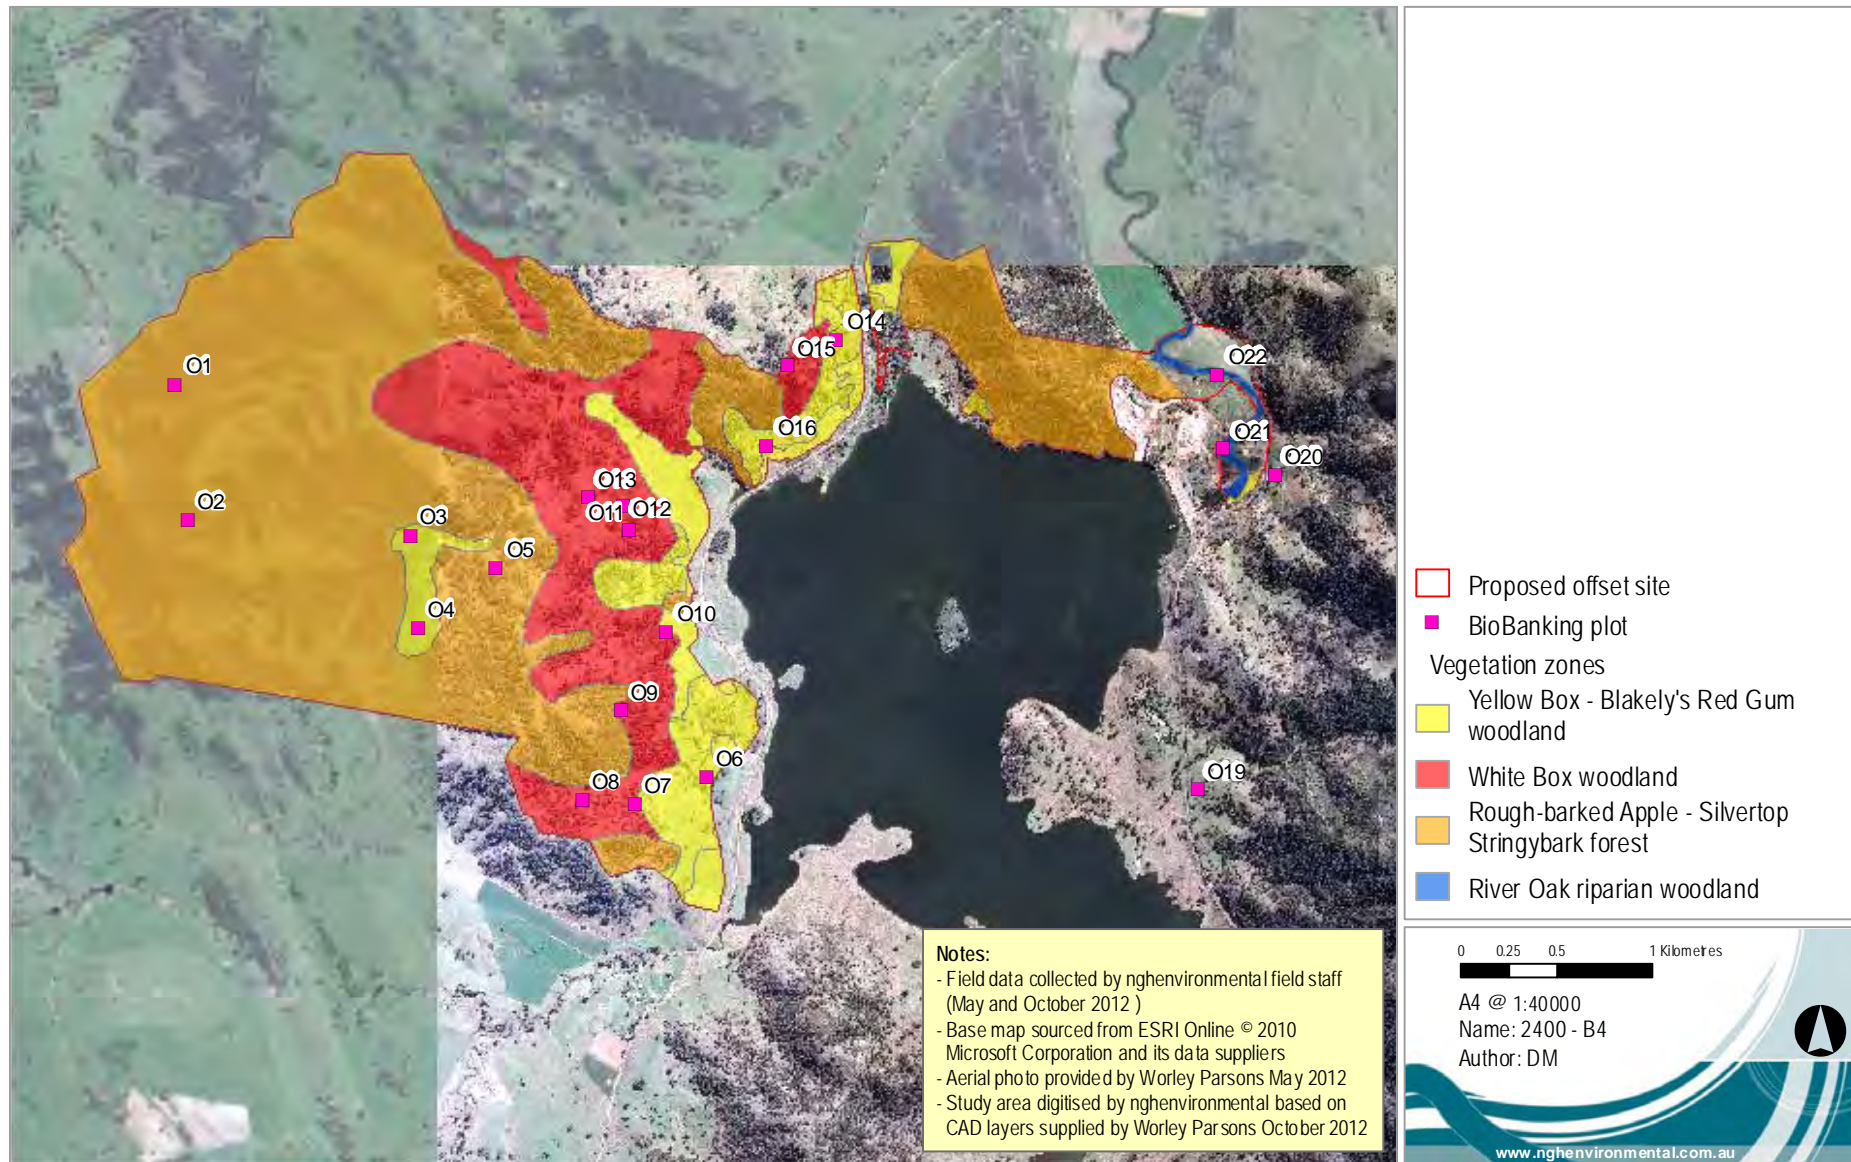 O1
O2
O3
O4
O5
O6
O7
O8
O9
O10
O11
O12
O13
O14
O15
O16
O19
O20
O21
O22
Proposed offset site
BioBanking plot
Vegetation zones
Yellow Box - Blakely's Red Gum
woodland
White Box woodland
Rough-barked Apple - Silvertop
Stringybark forest
River Oak riparian woodland
Notes:
- Field data collected by nghenvironmental field staff
(May and October 2012 )
- Base map sourced from ESRI Online © 2010
Microsoft Corporation and its data suppliers
- Aerial photo provided by Worley Parsons May 2012
- Study area digitised by nghenvironmental based on
CAD layers supplied by Worley Parsons October 2012
0 0.25 0.5 1 Kilometres
A4 @ 1:40000
Name: 2400 - B4
Author: DM
www.nghenvironmental.com.au